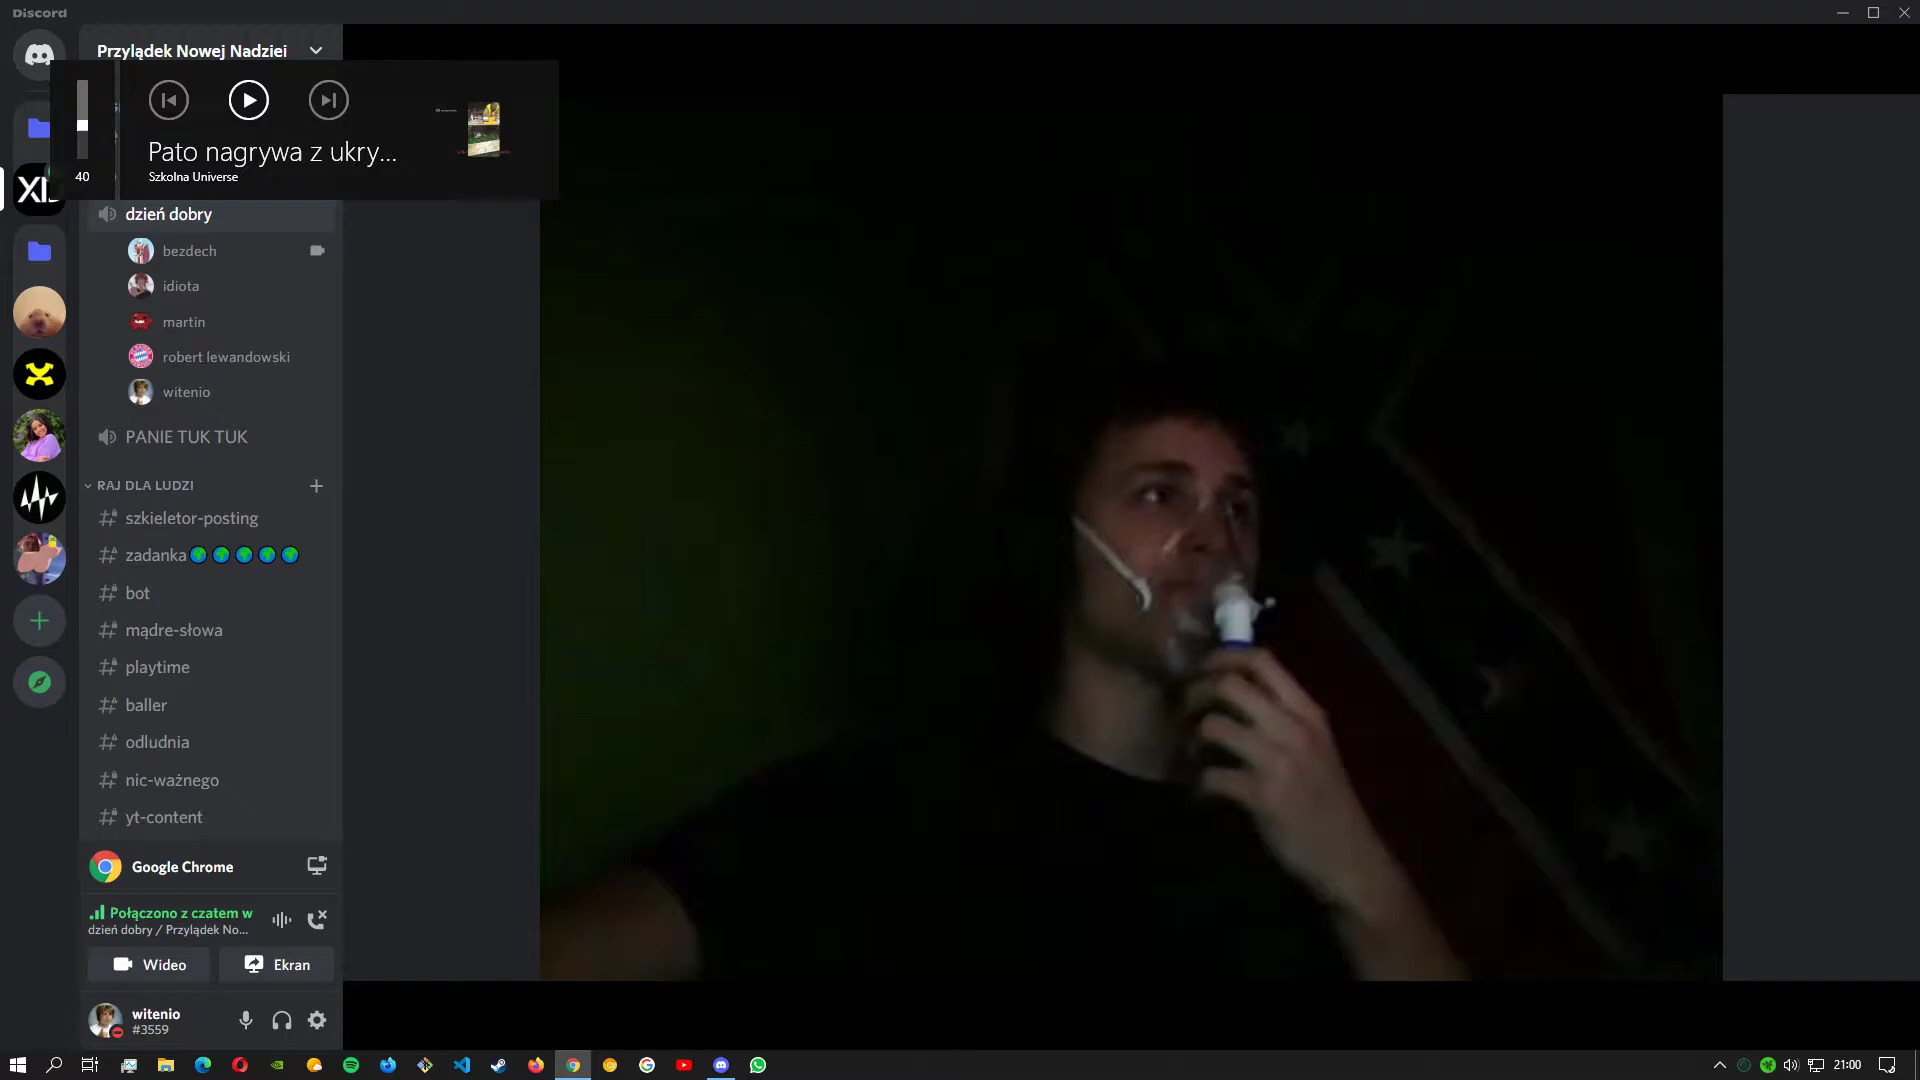 Discord
Przylądek Nowej Nadziei
Pato nagrywa z ukry...
40
Szkolna Universe
dzień dobry
bezdech
idiota
martin
robert lewandowski
witenio
PANIE TUK TUK
RAJ DLA LUDZI
szkieletor-posting
zadanka🌍🌍🌍🌍🌍
bot
mądre-słowa
playtime
baller
odludnia
nic-ważnego
yt-content
Google Chrome
Połączono z czatem w
dzień dobry / Przylądek No...
Wideo
Ekran
witenio
#3559
21:00